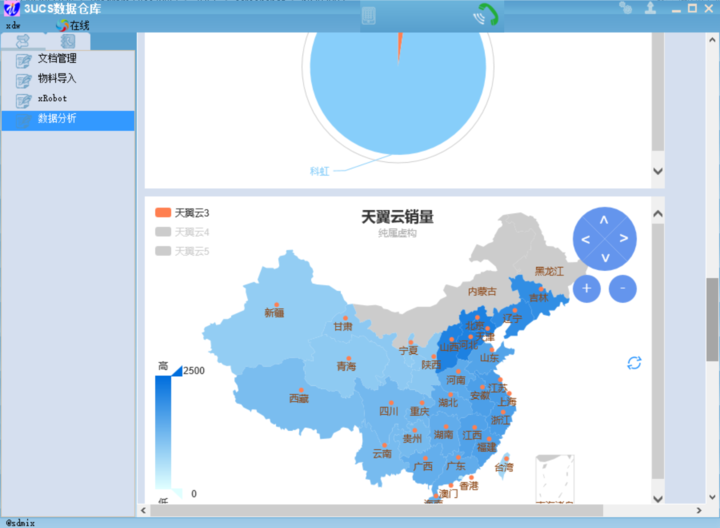 3UCS数据仓库
xdw
在线
文档管理
物料导入
xRobot
数据分析
科虹
天翼云3
天翼云4
天翼云5
天翼云销量
纯属虚构
黑龙江
内蒙古
吉林
新疆
甘肃
北京
辽宁
天津
宁夏
山西
河北
陕西
山东
青海
河南
西藏
江苏
安徽
上海
四川
重庆
湖北
浙江
贵州
湖南
江西
云南
福建
广西
广东
台湾
香港
澳门
海南
高
2500
0
低
@xdmix